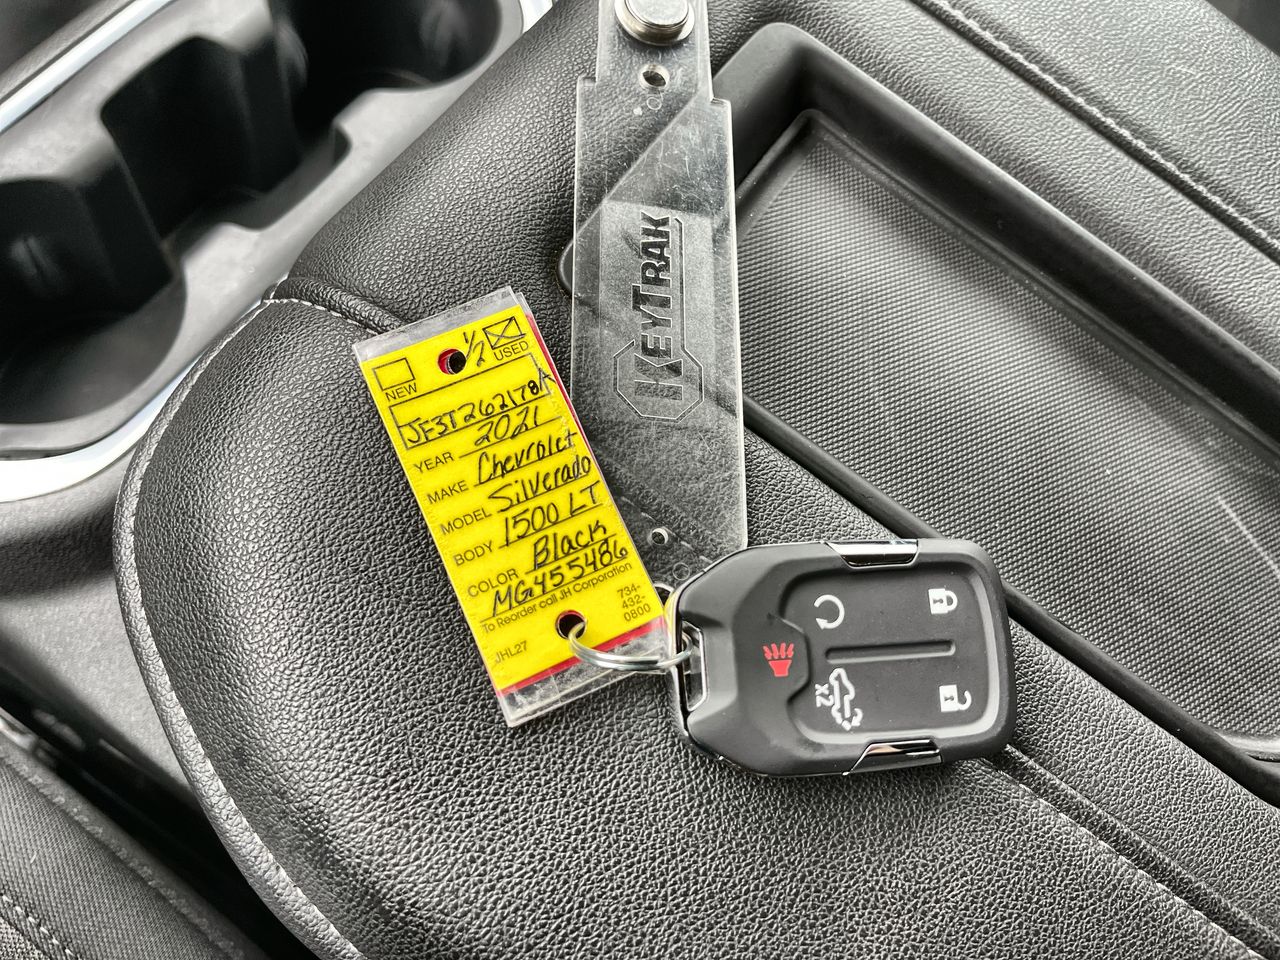 KEYTRAK
1/2
NEW
USED
JF3T262178A
YEAR 2021
MAKE Chevrolet
MODEL Silverado
BODY 1500 LT
COLOR Black
MG455486
To Reorder call JH Corporation
734-
432-
0800
JHL27
X2